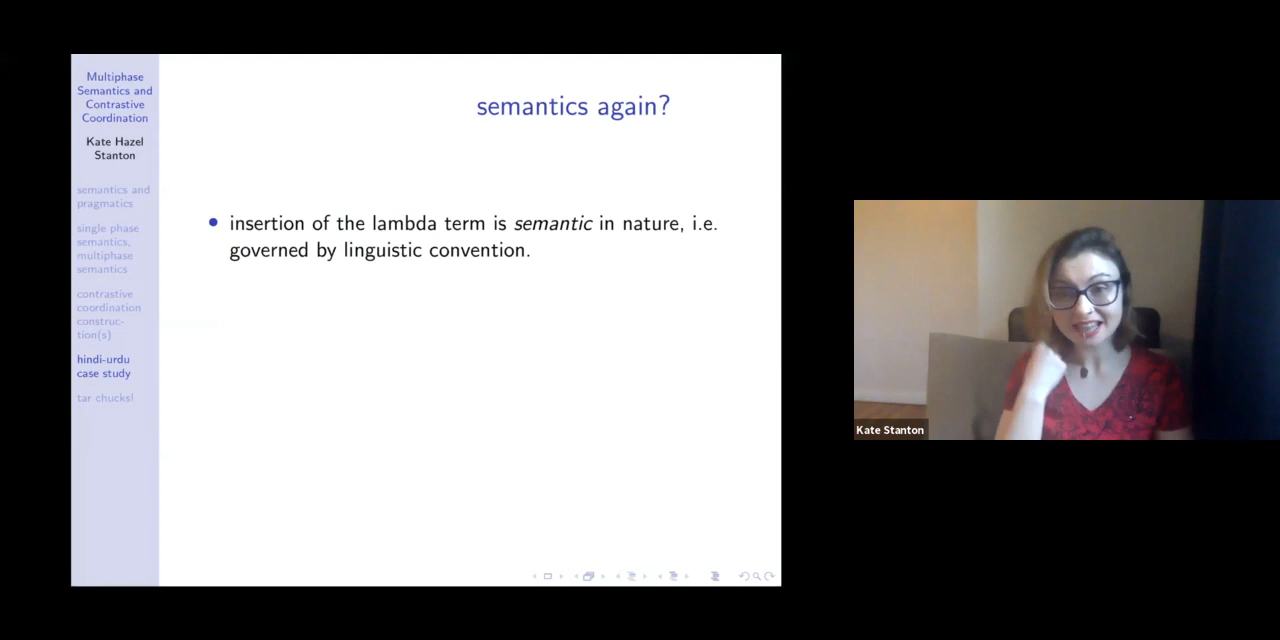 Multiphase
Semantics and
Contrastive
Coordination
Kate Hazel
Stanton
semantics and
pragmatics
single phase
semantics,
multiphase
semantics
contrastive
coordination
construc-
tion(s)
hindi-urdu
case study
tar chucks!
semantics again?
insertion of the lambda term is semantic in nature, i.e.
governed by linguistic convention.
Kate Stanton